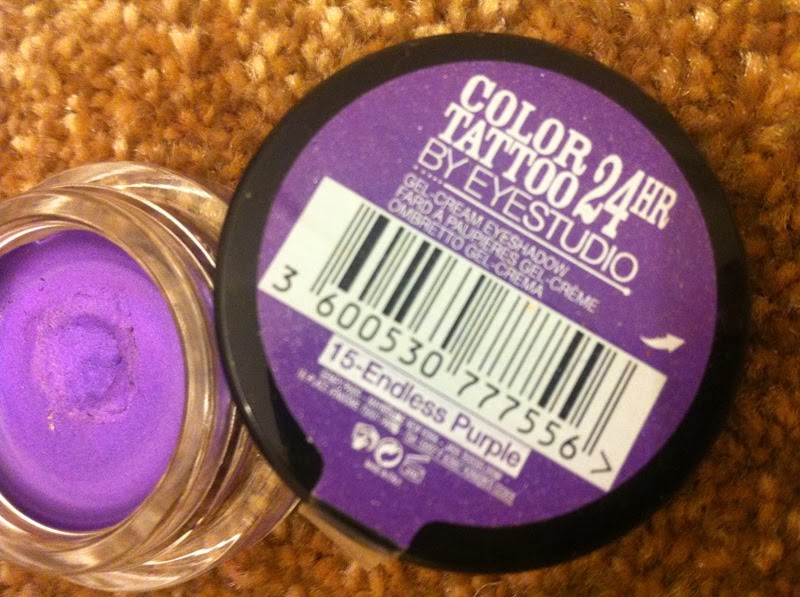 COLOR
TATTOO 24HR
BY EYESTUDIO
GEL-CREAM EYESHADOW
FARD À PAUPIÈRES GEL-CRÈME
OMBRETTO GEL-CREMA
3 600530 777556 >
15-Endless Purple